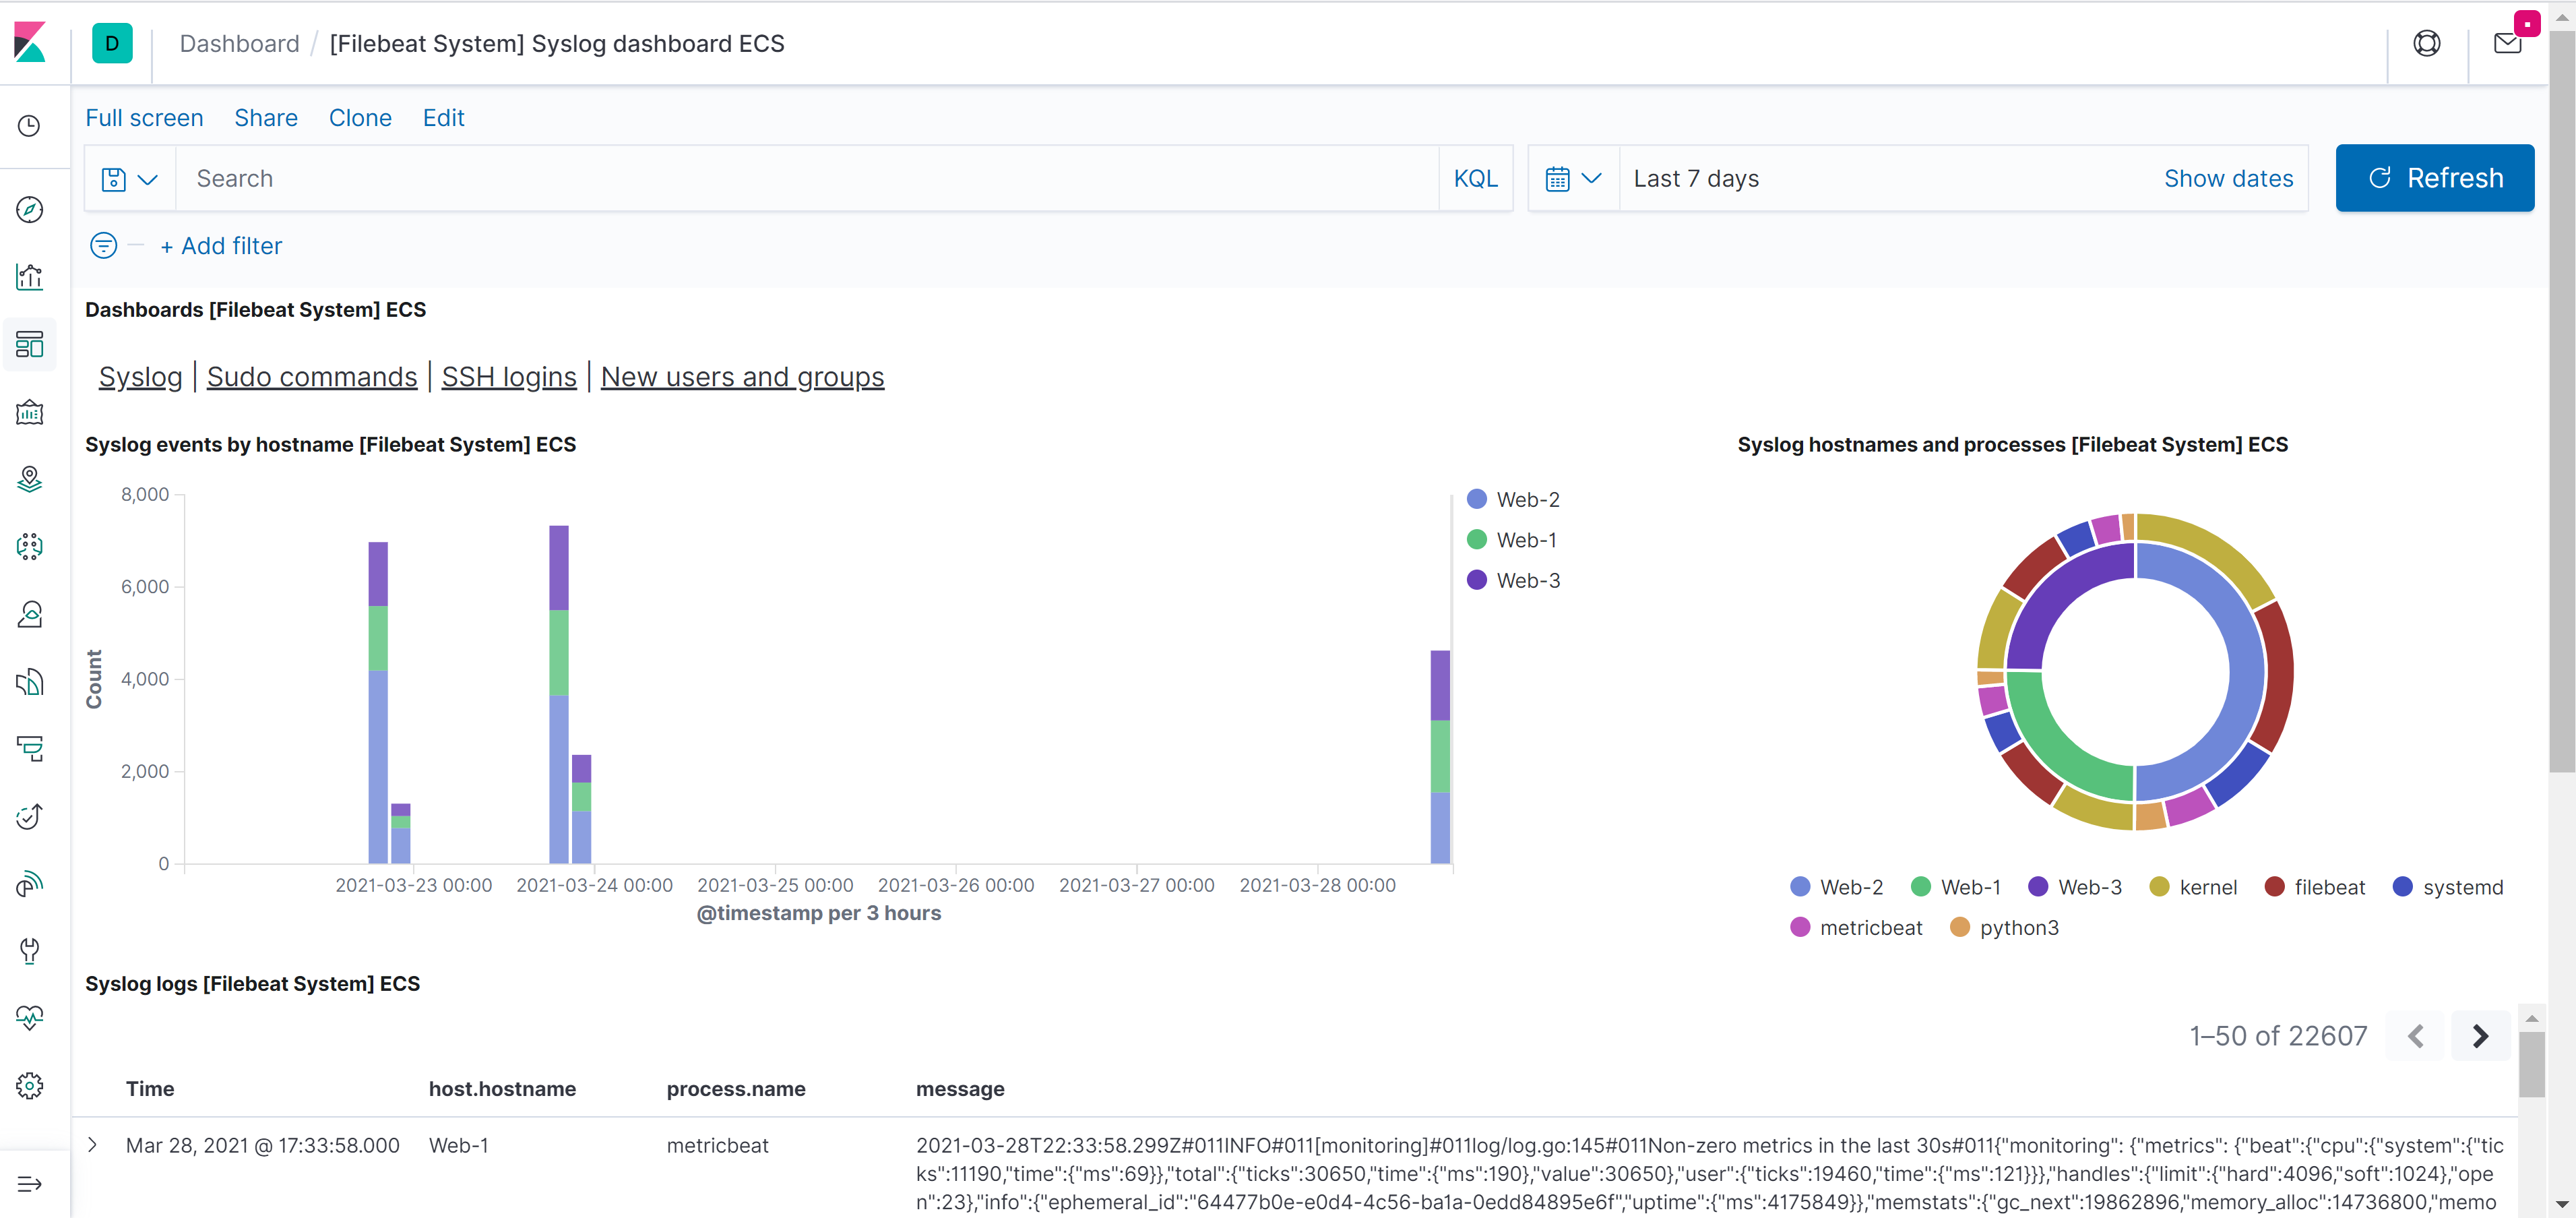 D Dashboard / [Filebeat System] Syslog dashboard ECS
Full screen Share Clone Edit
Search KQL Last 7 days Show dates Refresh
+ Add filter
Dashboards [Filebeat System] ECS
Syslog | Sudo commands | SSH logins | New users and groups
Syslog events by hostname [Filebeat System] ECS
8,000
6,000
4,000
2,000
0
Count
2021-03-23 00:00 2021-03-24 00:00 2021-03-25 00:00 2021-03-26 00:00 2021-03-27 00:00 2021-03-28 00:00
@timestamp per 3 hours
Web-2
Web-1
Web-3
Syslog hostnames and processes [Filebeat System] ECS
Web-2 Web-1 Web-3 kernel filebeat systemd
metricbeat python3
Syslog logs [Filebeat System] ECS
1–50 of 22607
Time host.hostname process.name message
Mar 28, 2021 @ 17:33:58.000 Web-1 metricbeat 2021-03-28T22:33:58.299Z#011INFO#011[monitoring]#011log/log.go:145#011Non-zero metrics in the last 30s#011{"monitoring": {"metrics": {"beat":{"cpu":{"system":{"tic
ks":11190,"time":{"ms":69}},"total":{"ticks":30650,"time":{"ms":190},"value":30650},"user":{"ticks":19460,"time":{"ms":121}}},"handles":{"limit":{"hard":4096,"soft":1024},"ope
n":23},"info":{"ephemeral_id":"64477b0e-e0d4-4c56-ba1a-0edd84895e6f","uptime":{"ms":4175849}},"memstats":{"gc_next":19862896,"memory_alloc":14736800,"memo